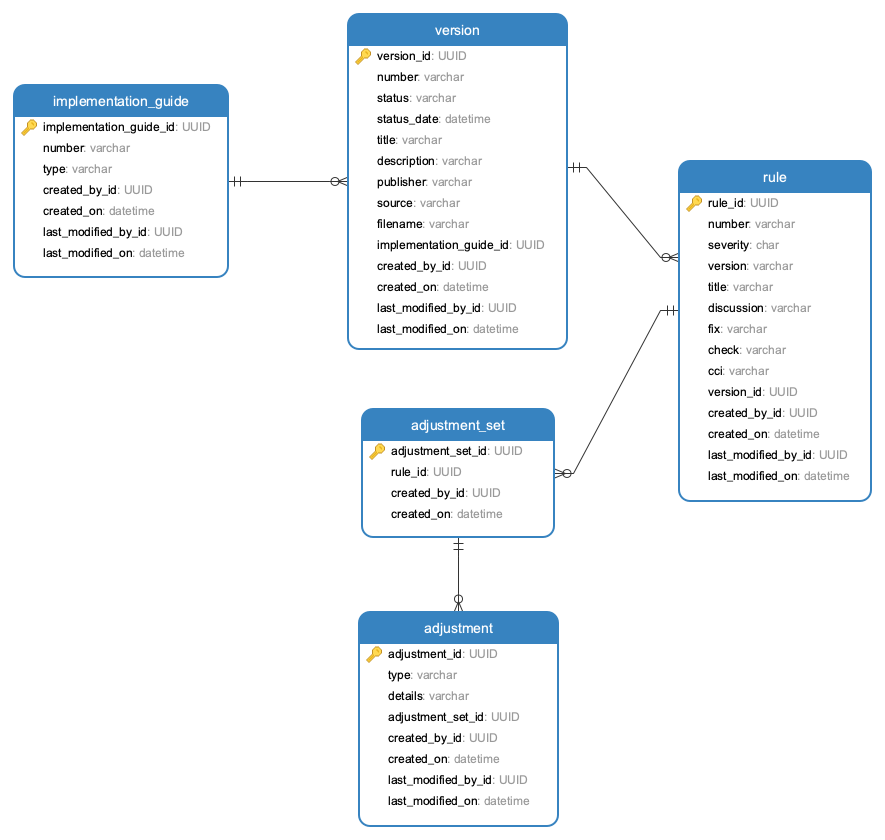 version
version_id: UUID
number: varchar
status: varchar
status_date: datetime
title: varchar
description: varchar
publisher: varchar
source: varchar
filename: varchar
implementation_guide_id: UUID
created_by_id: UUID
created_on: datetime
last_modified_by_id: UUID
last_modified_on: datetime
implementation_guide
implementation_guide_id: UUID
number: varchar
type: varchar
created_by_id: UUID
created_on: datetime
last_modified_by_id: UUID
last_modified_on: datetime
rule
rule_id: UUID
number: varchar
severity: char
version: varchar
title: varchar
discussion: varchar
fix: varchar
check: varchar
cci: varchar
version_id: UUID
created_by_id: UUID
created_on: datetime
last_modified_by_id: UUID
last_modified_on: datetime
adjustment_set
adjustment_set_id: UUID
rule_id: UUID
created_by_id: UUID
created_on: datetime
adjustment
adjustment_id: UUID
type: varchar
details: varchar
adjustment_set_id: UUID
created_by_id: UUID
created_on: datetime
last_modified_by_id: UUID
last_modified_on: datetime